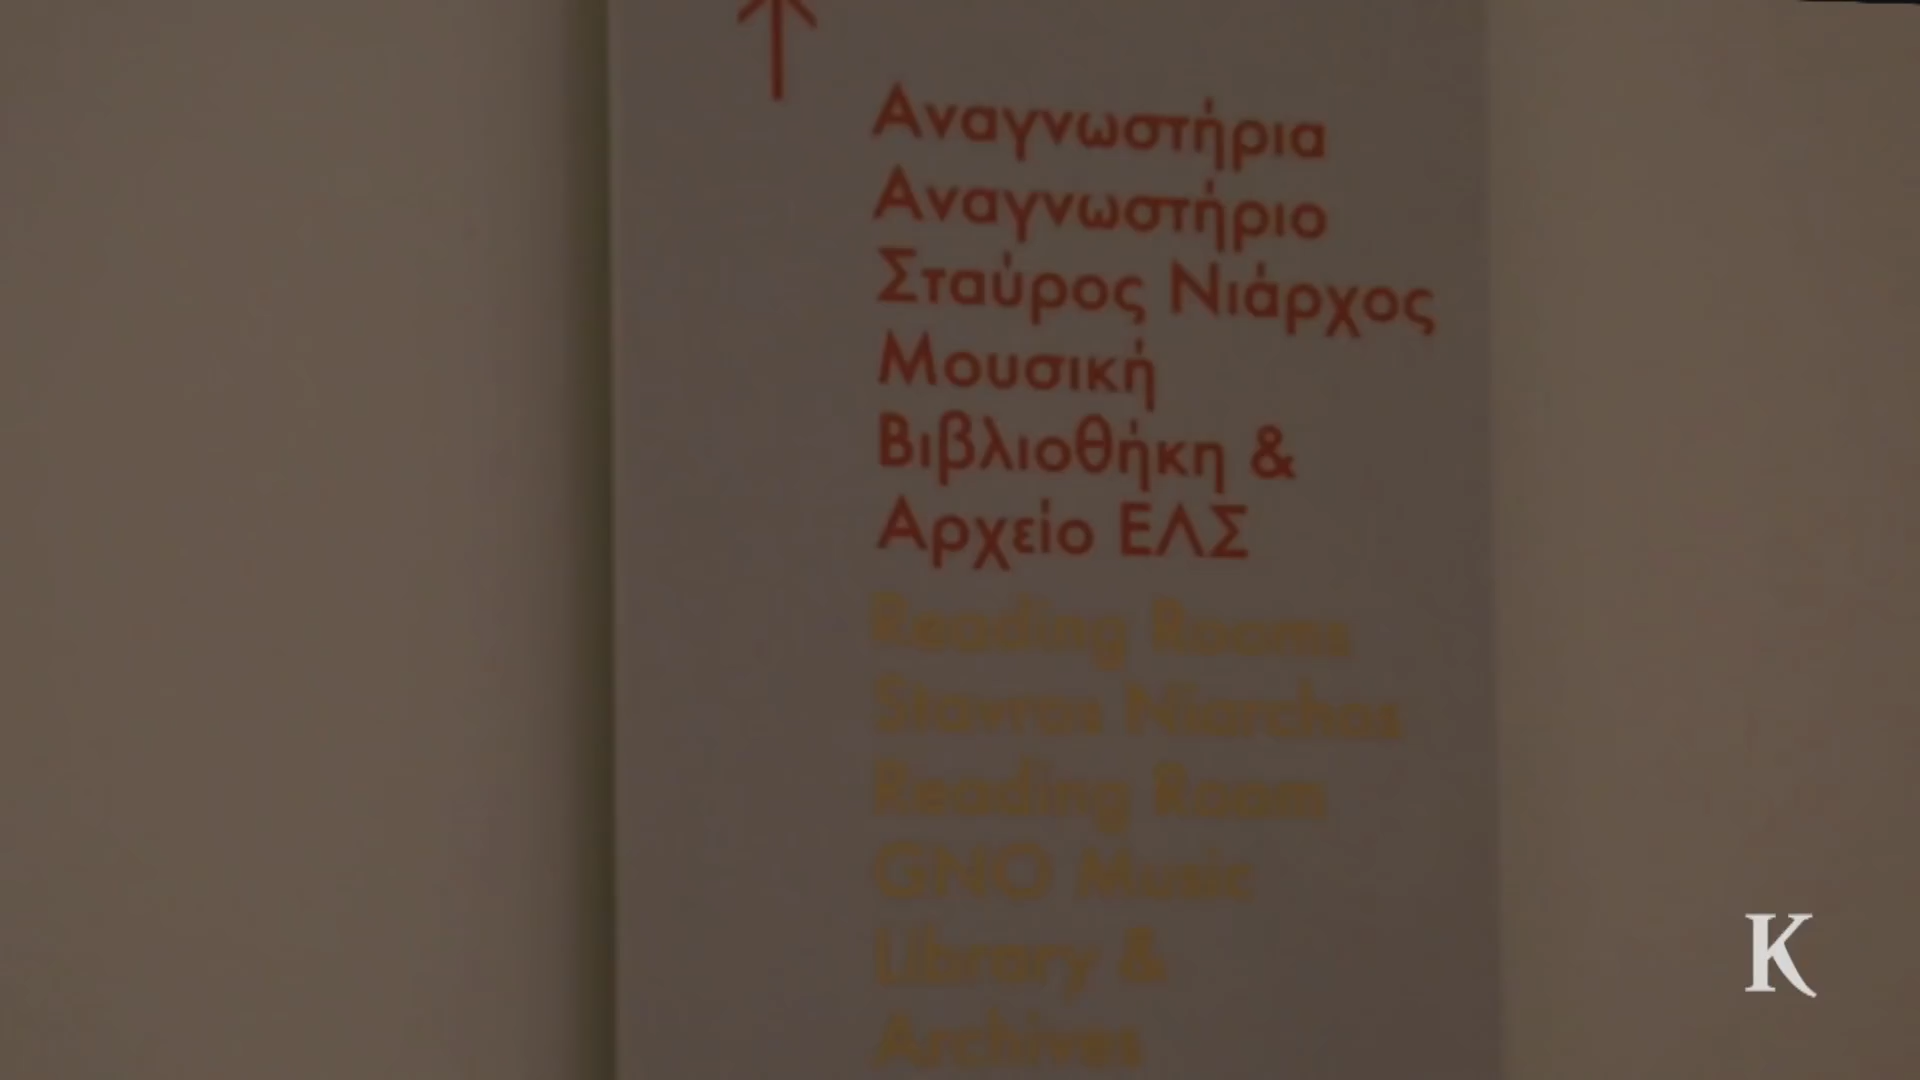 Αναγνωστήρια
Αναγνωστήριο
Σταύρος Νιάρχος
Μουσική
Βιβλιοθήκη &
Αρχείο ΕΛΣ
Reading Rooms
Stavros Niarchos
Reading Room
GNO Music
Library &
Archives
K